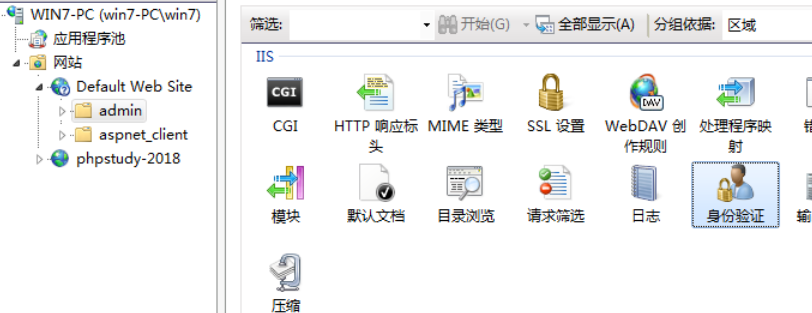 WIN7-PC (win7-PC\win7)
应用程序池
网站
Default Web Site
admin
aspnet_client
phpstudy-2018
筛选: 开始(G) 全部显示(A) 分组依据: 区域
IIS
CGI
CGI
HTTP 响应标
头
MIME 类型
SSL 设置
DAV
WebDAV 创
作规则
处理程序映
射
模块
默认文档
目录浏览
请求筛选
日志
身份验证
输
压缩